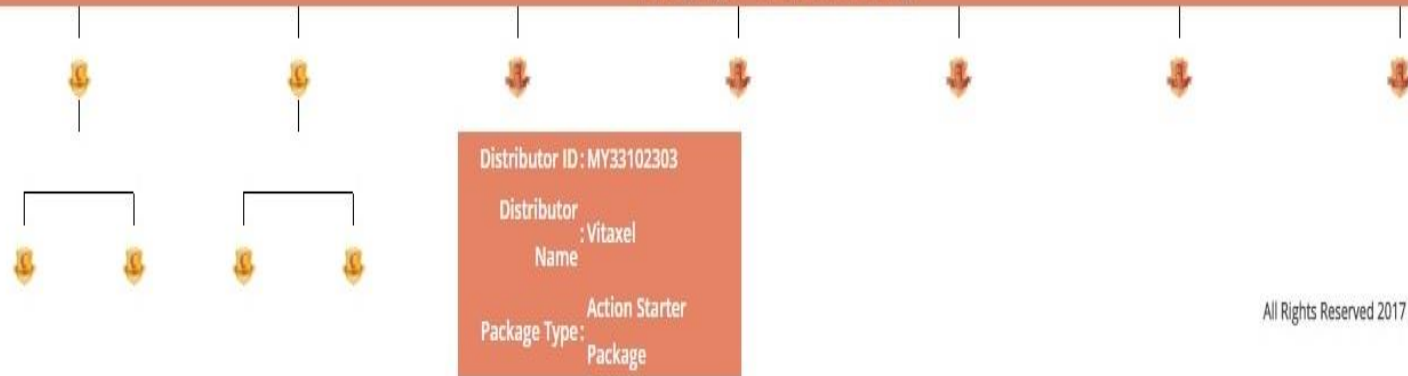 Distributor ID : MY33102303
Distributor
: Vitaxel
Name
Action Starter
Package Type :
Package
All Rights Reserved 2017